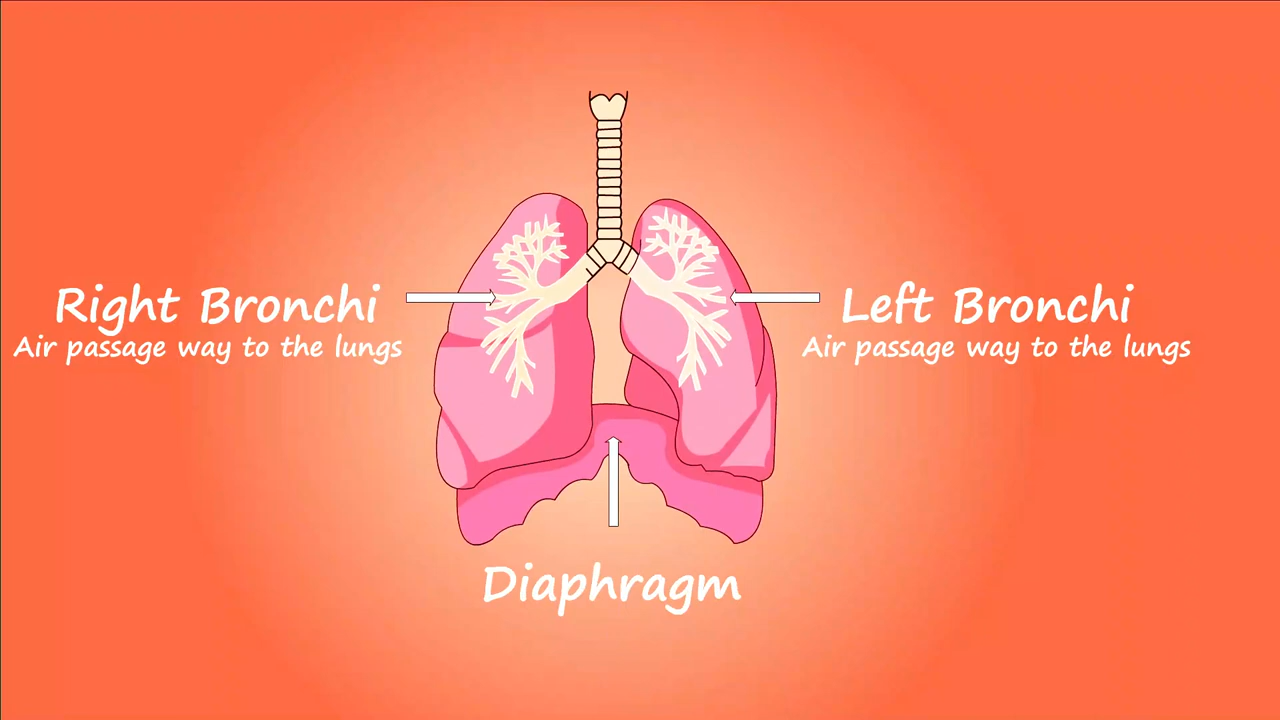 Right Bronchi
Air passage way to the lungs
Left Bronchi
Air passage way to the lungs
Diaphragm